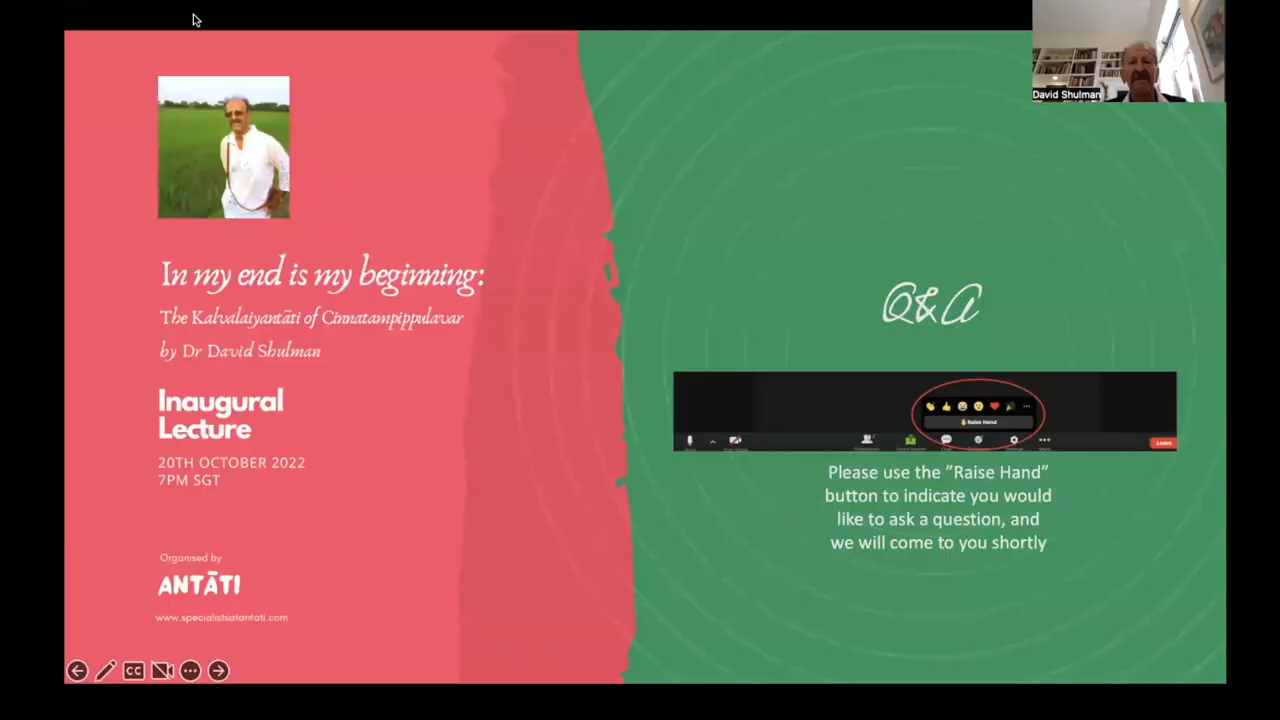 David Shulman
In my end is my beginning:
The Kalvalaiyantāti of Cinnatampippulavar
by Dr David Shulman
Inaugural
Lecture
20TH OCTOBER 2022
7PM SGT
Organised by
ANTĀTI
www.specialistsatantati.com
CC
Q&A
Raise Hand
Leave
Please use the "Raise Hand”
button to indicate you would
like to ask a question, and
we will come to you shortly